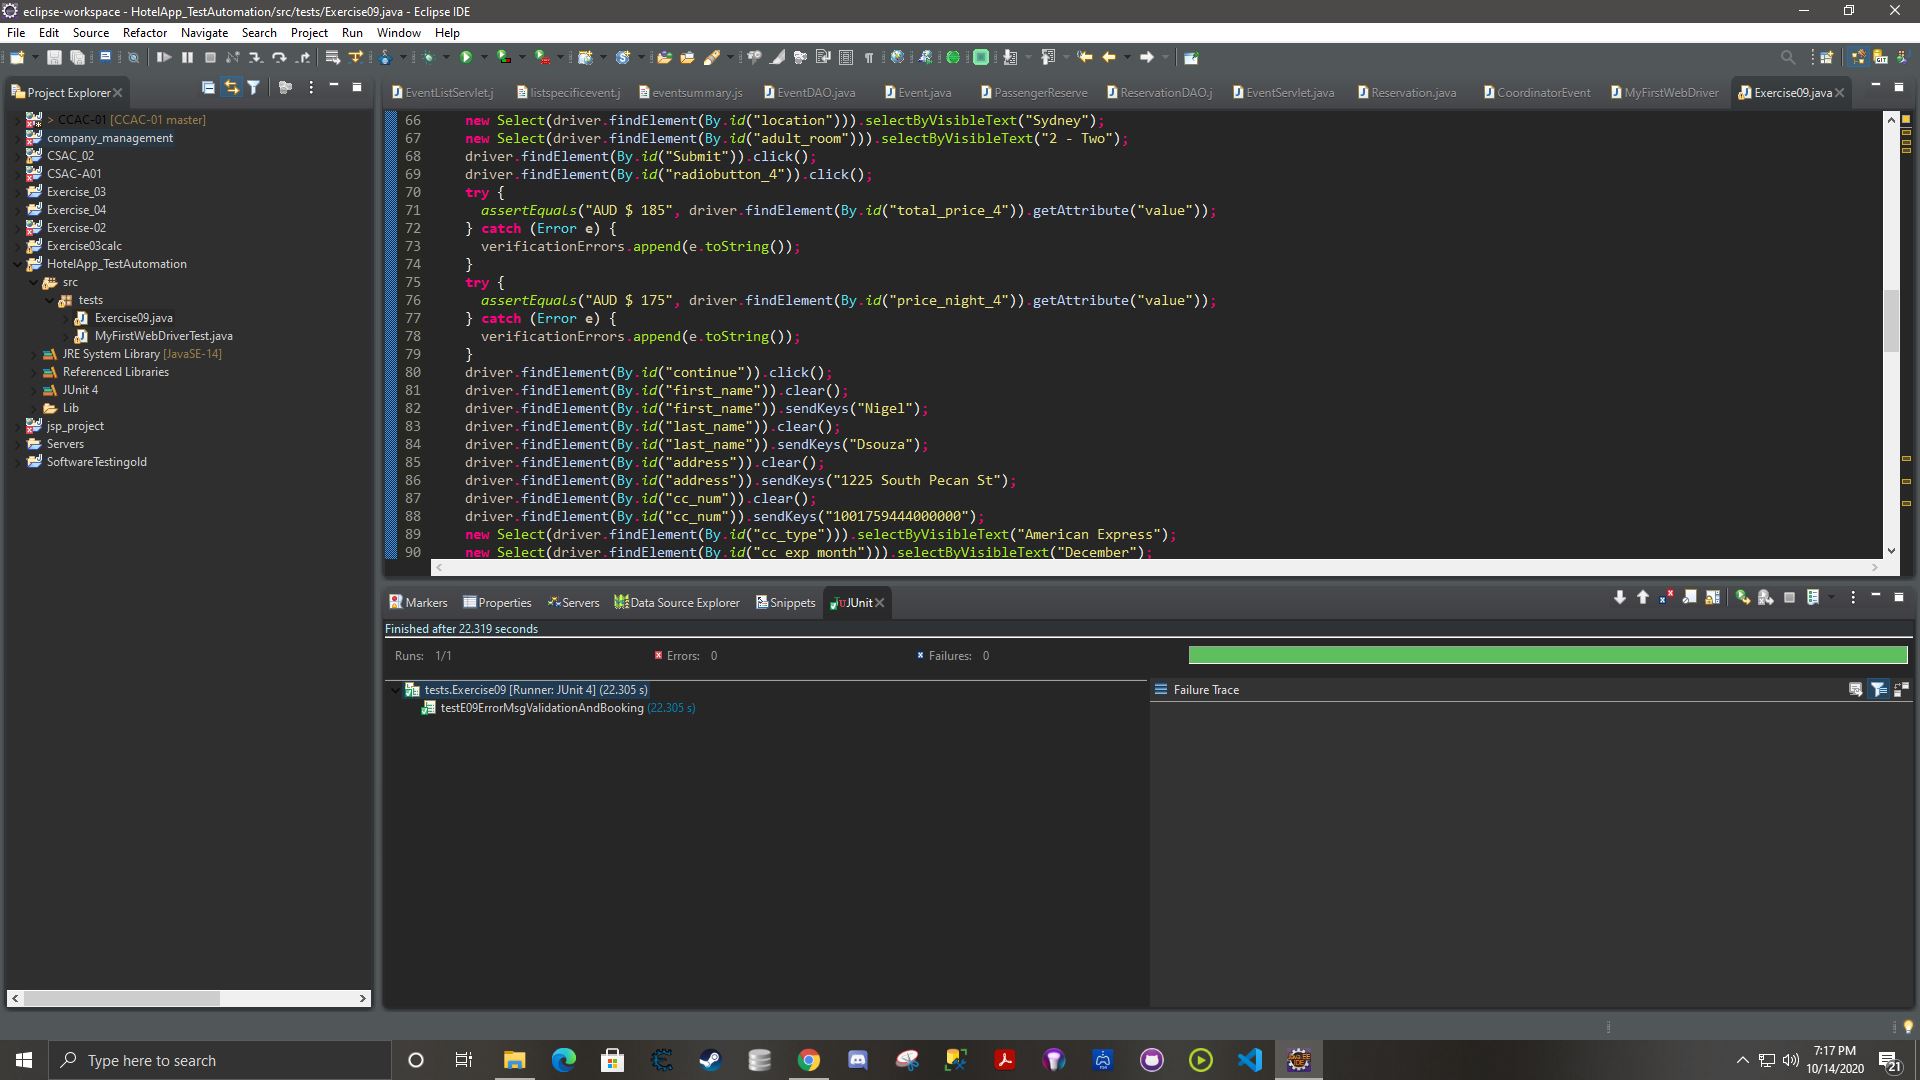 eclipse-workspace - HotelApp_TestAutomation/src/tests/Exercise09.java - Eclipse IDE
File Edit Source Refactor Navigate Search Project Run Window Help
Project Explorer
EventListServlet.j listspecificevent.j eventsummary.js EventDAO.java Event.java PassengerReserve ReservationDAO.j EventServlet.java Reservation.java CoordinatorEvent MyFirstWebDriver Exercise09.java
> CCAC-01 [CCAC-01 master]
company_management
CSAC_02
CSAC-A01
Exercise_03
Exercise_04
Exercise-02
Exercise03calc
HotelApp_TestAutomation
src
tests
Exercise09.java
MyFirstWebDriverTest.java
JRE System Library [JavaSE-14]
Referenced Libraries
JUnit 4
Lib
jsp_project
Servers
SoftwareTestingold
66 new Select(driver.findElement(By.id("location"))).selectByVisibleText("Sydney");
67 new Select(driver.findElement(By.id("adult_room"))).selectByVisibleText("2 - Two");
68 driver.findElement(By.id("Submit")).click();
69 driver.findElement(By.id("radiobutton_4")).click();
70 try {
71 assertEquals("AUD $ 185", driver.findElement(By.id("total_price_4")).getAttribute("value"));
72 } catch (Error e) {
73 verificationErrors.append(e.toString());
74 }
75 try {
76 assertEquals("AUD $ 175", driver.findElement(By.id("price_night_4")).getAttribute("value"));
77 } catch (Error e) {
78 verificationErrors.append(e.toString());
79 }
80 driver.findElement(By.id("continue")).click();
81 driver.findElement(By.id("first_name")).clear();
82 driver.findElement(By.id("first_name")).sendKeys("Nigel");
83 driver.findElement(By.id("last_name")).clear();
84 driver.findElement(By.id("last_name")).sendKeys("Dsouza");
85 driver.findElement(By.id("address")).clear();
86 driver.findElement(By.id("address")).sendKeys("1225 South Pecan St");
87 driver.findElement(By.id("cc_num")).clear();
88 driver.findElement(By.id("cc_num")).sendKeys("1001759444000000");
89 new Select(driver.findElement(By.id("cc_type"))).selectByVisibleText("American Express");
90 new Select(driver.findElement(By.id("cc_exp_month"))).selectByVisibleText("December");
Markers Properties Servers Data Source Explorer Snippets JUnit
Finished after 22.319 seconds
Runs: 1/1 Errors: 0 Failures: 0
tests.Exercise09 [Runner: JUnit 4] (22.305 s)
testE09ErrorMsgValidationAndBooking (22.305 s)
Failure Trace
Type here to search
7:17 PM
10/14/2020
21